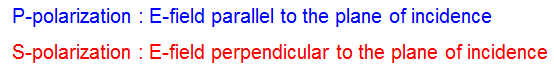 P-polarization : E-field parallel to the plane of incidence
S-polarization : E-field perpendicular to the plane of incidence